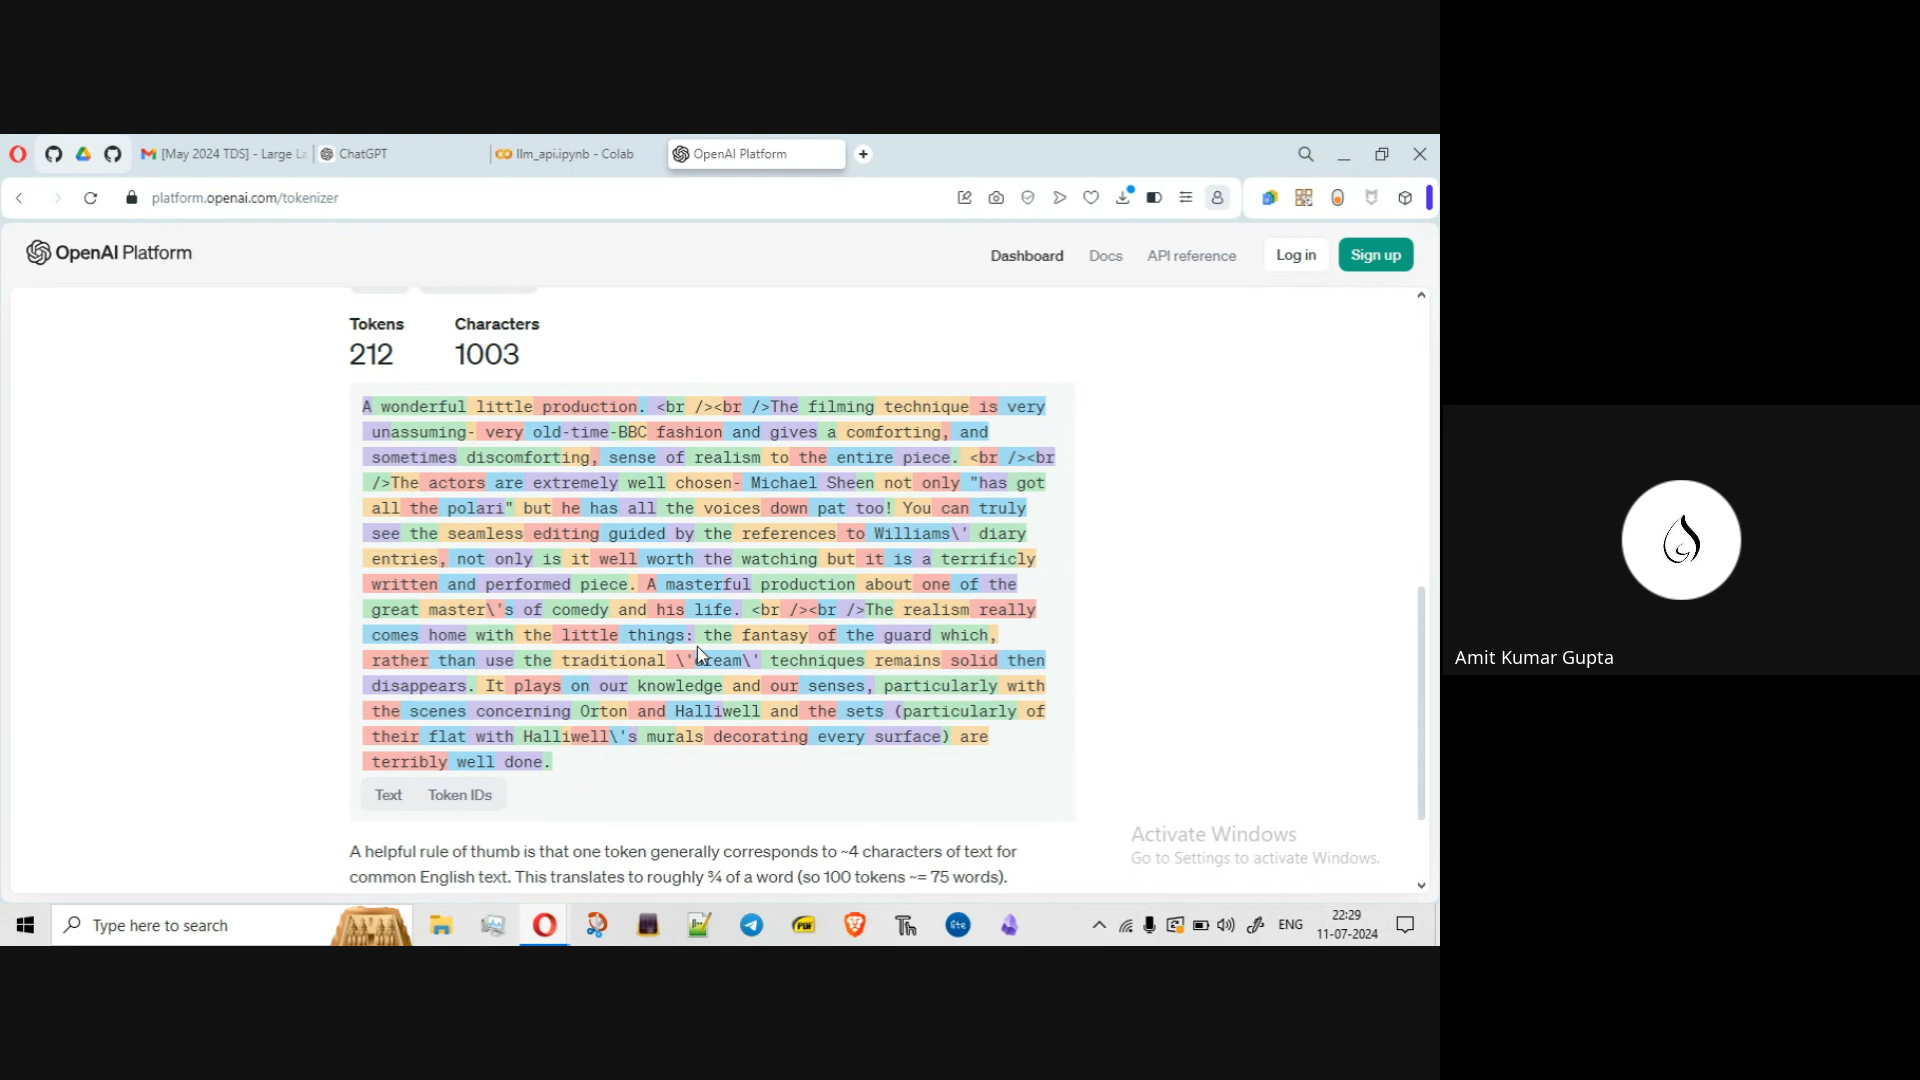 [May 2024 TDS] - Large La
ChatGPT
llm_api.ipynb - Colab
OpenAI Platform
platform.openai.com/tokenizer
OpenAI Platform
Dashboard
Docs
API reference
Log in
Sign up
Tokens
Characters
212
1003
A wonderful little production. <br /><br />The filming technique is very
unassuming- very old-time-BBC fashion and gives a comforting, and
sometimes discomforting, sense of realism to the entire piece. <br /><br
/>The actors are extremely well chosen- Michael Sheen not only "has got
all the polari" but he has all the voices down pat too! You can truly
see the seamless editing guided by the references to Williams\' diary
entries, not only is it well worth the watching but it is a terrificly
written and performed piece. A masterful production about one of the
great master\'s of comedy and his life. <br /><br />The realism really
comes home with the little things: the fantasy of the guard which,
rather than use the traditional \'dream\' techniques remains solid then
disappears. It plays on our knowledge and our senses, particularly with
the scenes concerning Orton and Halliwell and the sets (particularly of
their flat with Halliwell\'s murals decorating every surface) are
terribly well done.
Text
Token IDs
A helpful rule of thumb is that one token generally corresponds to ~4 characters of text for
common English text. This translates to roughly ¾ of a word (so 100 tokens ~= 75 words).
Activate Windows
Go to Settings to activate Windows.
Type here to search
Th
lite
ENG
22:29
11-07-2024
Amit Kumar Gupta